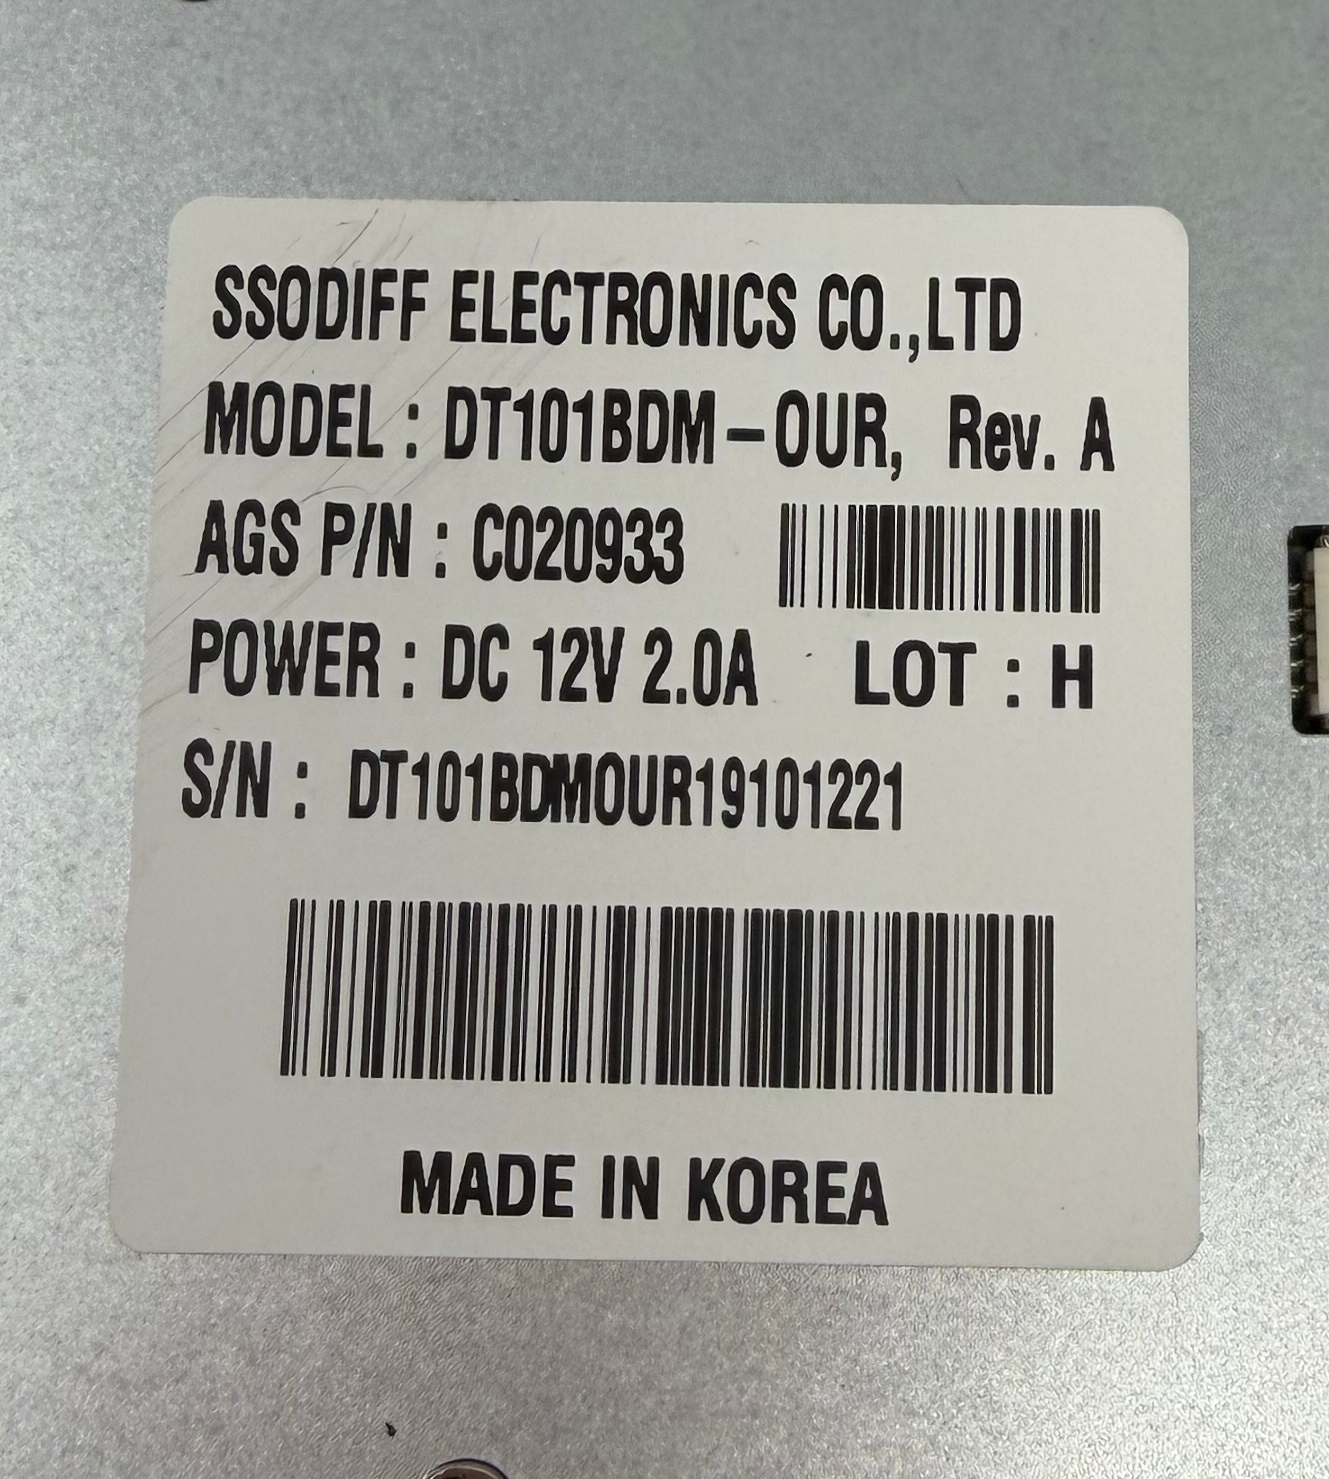 SSODIFF ELECTRONICS CO.,LTD
MODEL : DT101BDM-OUR, Rev. A
AGS P/N : C020933
POWER : DC 12V 2.0A LOT : H
S/N : DT101BDMOUR19101221
MADE IN KOREA